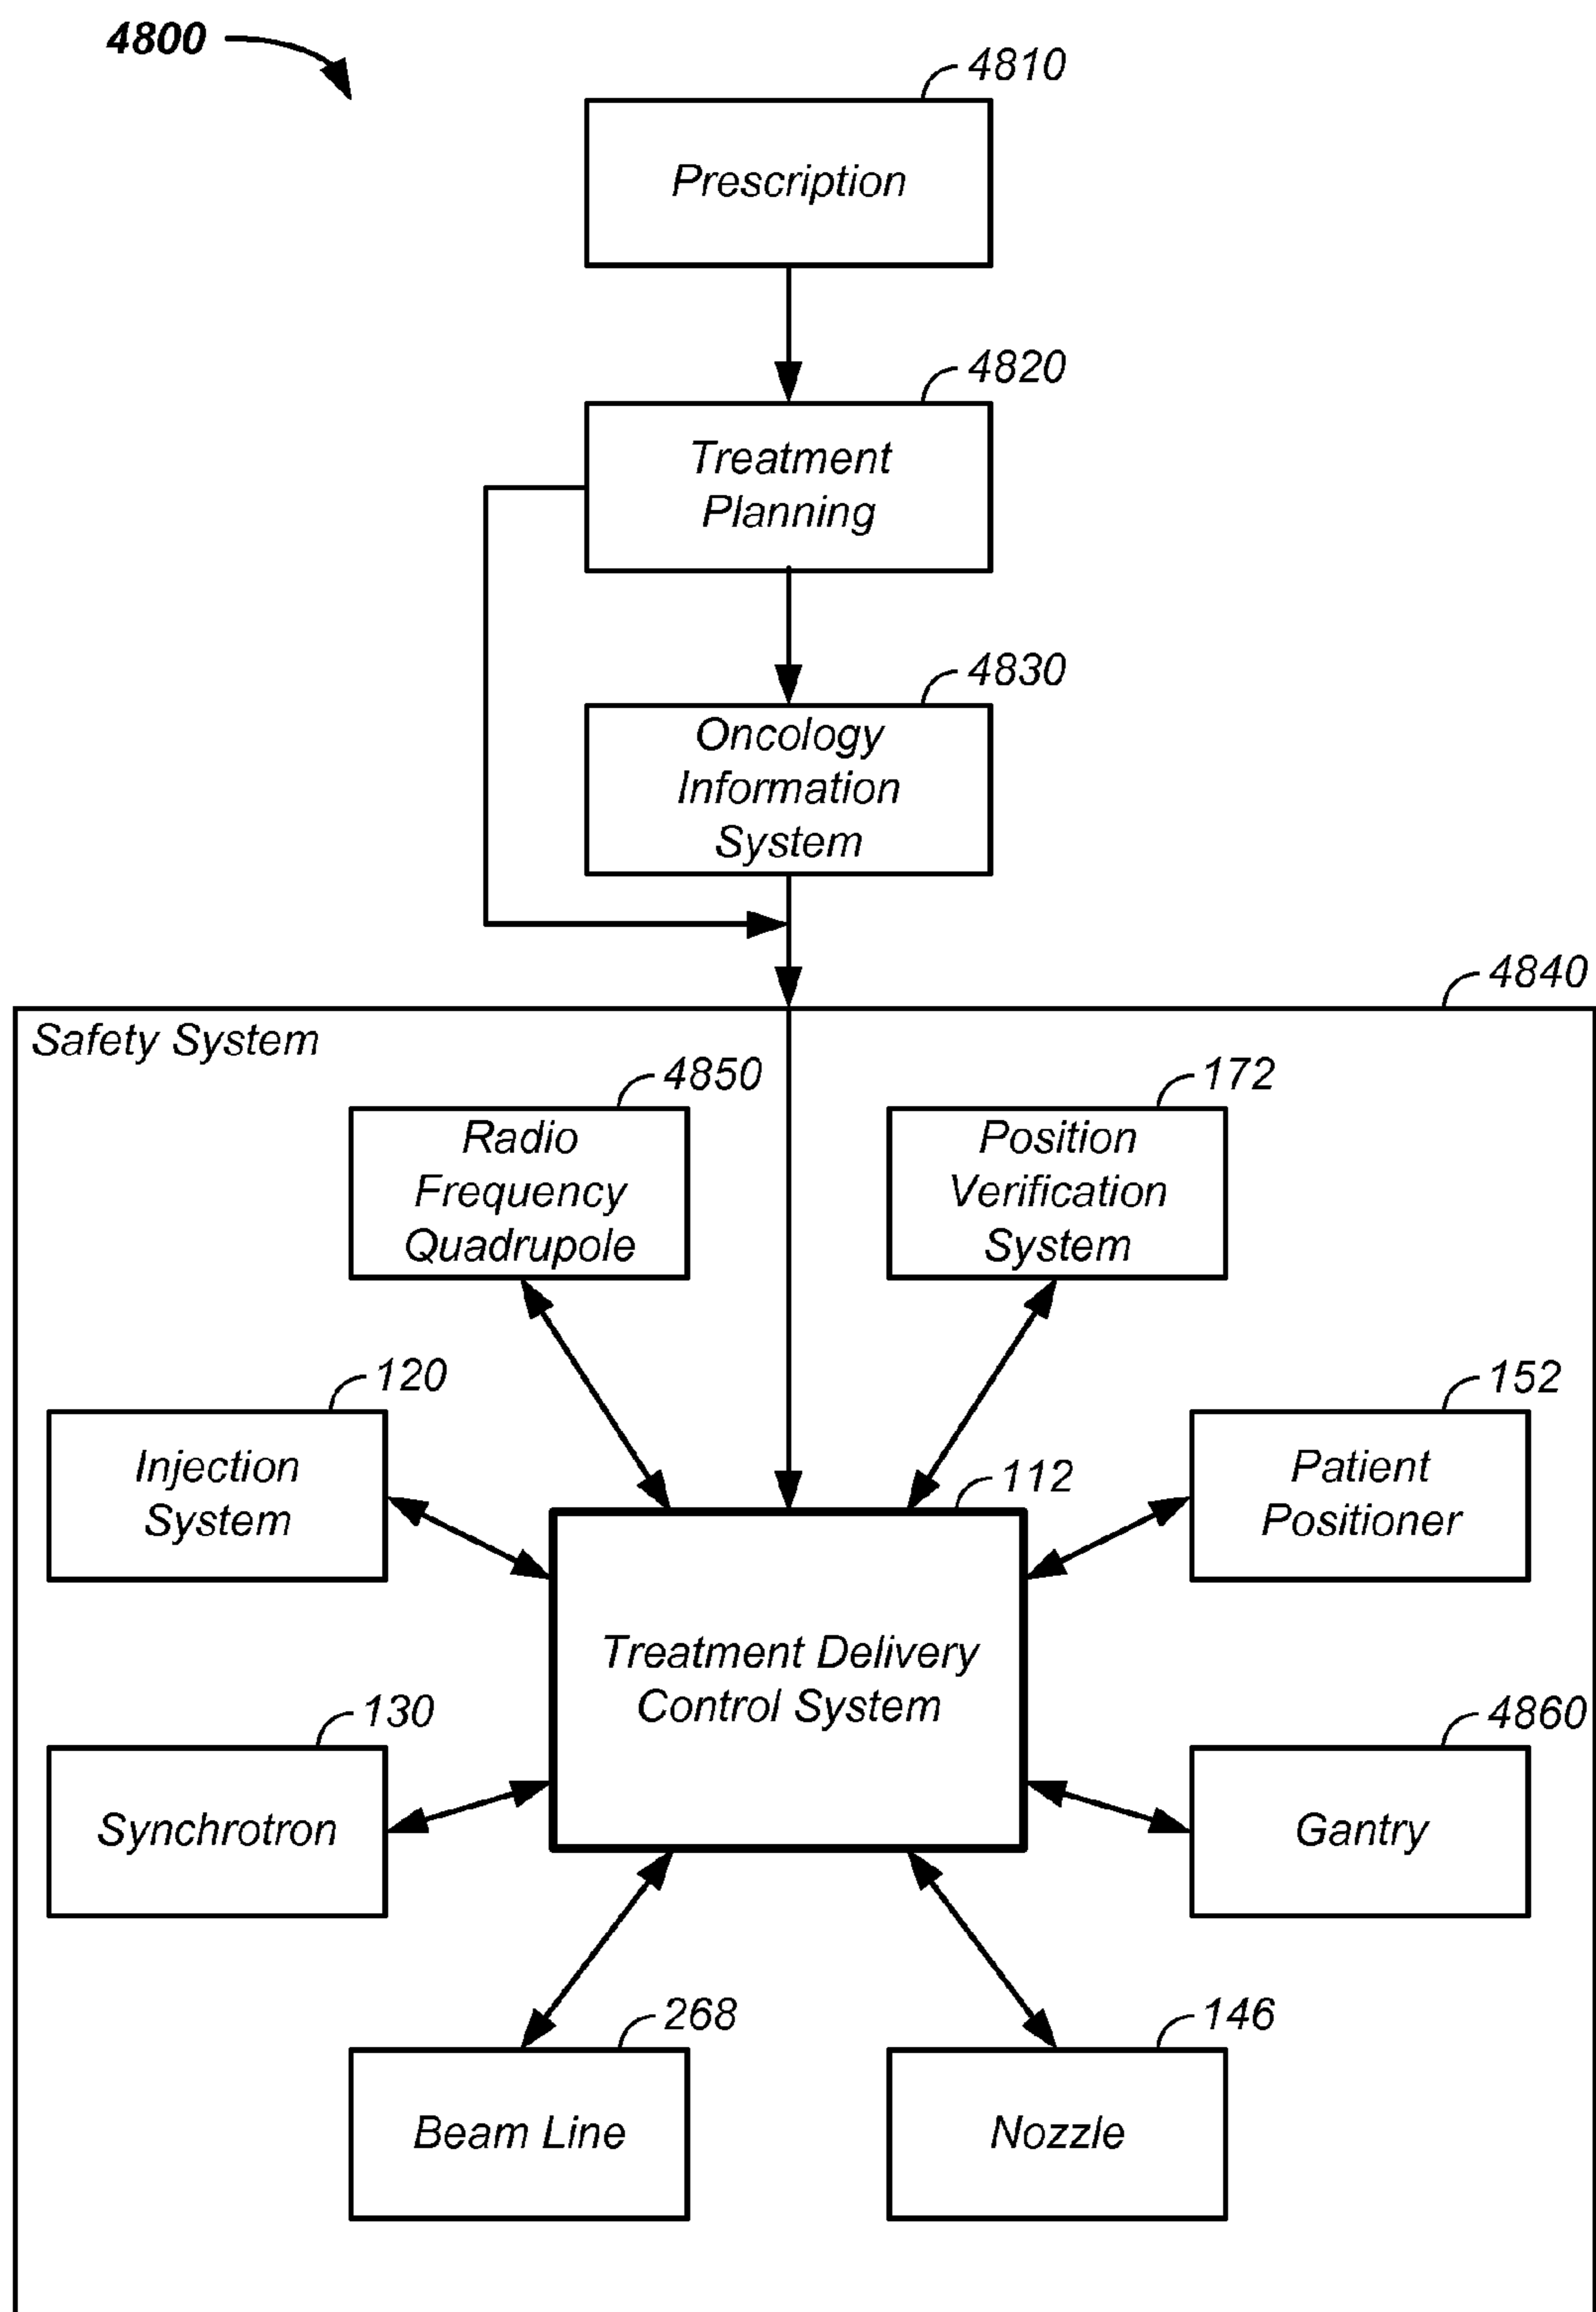 4800
4810
Prescription
4820
Treatment
Planning
4830
Oncology
Information
System
4840
Safety System
4850
Radio
Frequency
Quadrupole
172
Position
Verification
System
120
Injection
System
152
Patient
Positioner
112
Treatment Delivery
Control System
130
Synchrotron
4860
Gantry
268
Beam Line
146
Nozzle